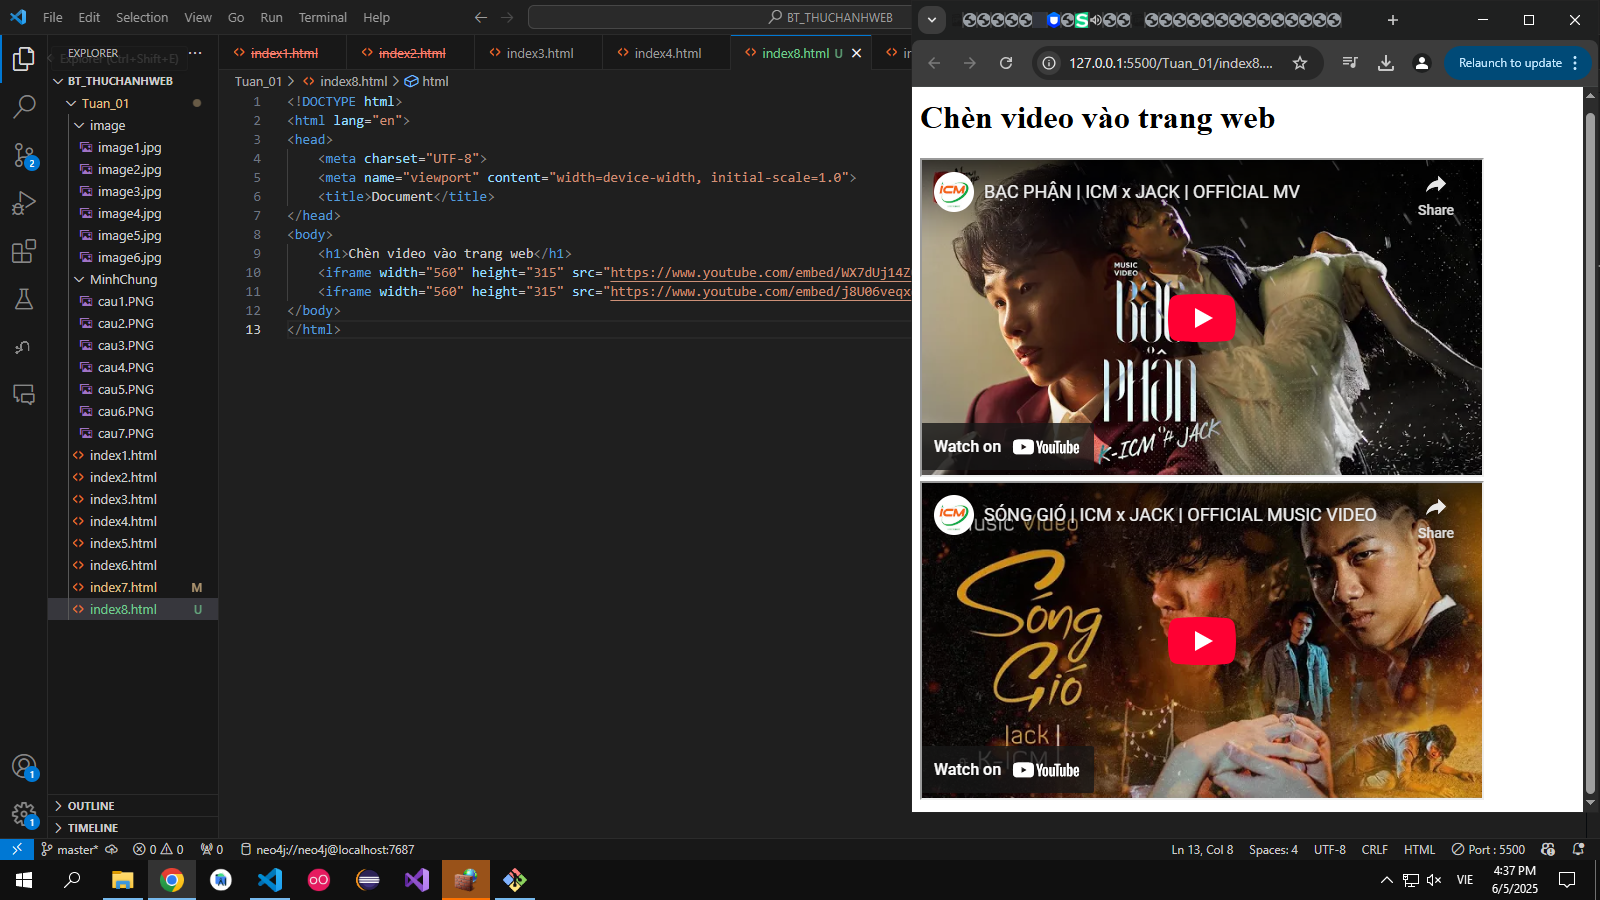 File Edit Selection View Go Run Terminal Help
BT_THUCHANHWEB
EXPLORER
Explorer (Ctrl+Shift+E)
BT_THUCHANHWEB
Tuan_01
image
image1.jpg
image2.jpg
image3.jpg
image4.jpg
image5.jpg
image6.jpg
MinhChung
cau1.PNG
cau2.PNG
cau3.PNG
cau4.PNG
cau5.PNG
cau6.PNG
cau7.PNG
index1.html
index2.html
index3.html
index4.html
index5.html
index6.html
index7.html M
index8.html U
OUTLINE
TIMELINE
2
1
1
index1.html index2.html index3.html index4.html index8.html U
Tuan_01 > index8.html > html
1 <!DOCTYPE html>
2 <html lang="en">
3 <head>
4 <meta charset="UTF-8">
5 <meta name="viewport" content="width=device-width, initial-scale=1.0">
6 <title>Document</title>
7 </head>
8 <body>
9 <h1>Chèn video vào trang web</h1>
10 <iframe width="560" height="315" src="https://www.youtube.com/embed/WX7dUj14Z
11 <iframe width="560" height="315" src="https://www.youtube.com/embed/j8U06veqx
12 </body>
13 </html>
127.0.0.1:5500/Tuan_01/index8....
Relaunch to update
Chèn video vào trang web
ICM
BẠC PHẬN | ICM x JACK | OFFICIAL MV
Share
MUSIC VIDEO
BẠC
PHẬN
K-ICM ft JACK
Watch on YouTube
ICM
SÓNG GIÓ | ICM x JACK | OFFICIAL MUSIC VIDEO
Share
Music Video
Sóng
Gió
Jack |
K-ICM |
Watch on YouTube
master* 0 0 0 neo4j://neo4j@localhost:7687
Ln 13, Col 8 Spaces: 4 UTF-8 CRLF HTML Port : 5500
VIE
4:37 PM
6/5/2025